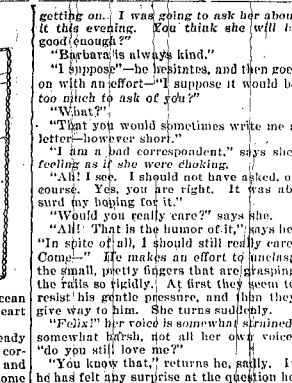 getting on. I was going to ask her abou
it this evening. You think she will b
good enough?"
"Barbara is always kind."
"I suppose"—he hesitates, and then goe
on with an effort—"I suppose it would b
too much to ask of you?"
"What?"
"That you would sometimes write me a
letter—however short."
"I am a bad correspondent," says she
feeling as if she were choking.
"Ah! I see. I should not have asked, o
course. Yes, you are right. It was ab
surd my hoping for it."
"Would you really care?" says she.
"Ah! That is the humor of it," says he
"In spite of all, I should still really care
Come—" He makes an effort to unclas
the small, pretty fingers that are grasping
the rails so rigidly. At first they seem to
resist his gentle pressure, and then they
give way to him. She turns suddenly.
"Felix!" her voice is somewhat strained
somewhat harsh, not all her own voice
"do you still love me?"
"You know that," returns he, sadly. I
he has felt any surprise at the question h
cean
eart
eady
cor-
and
ome